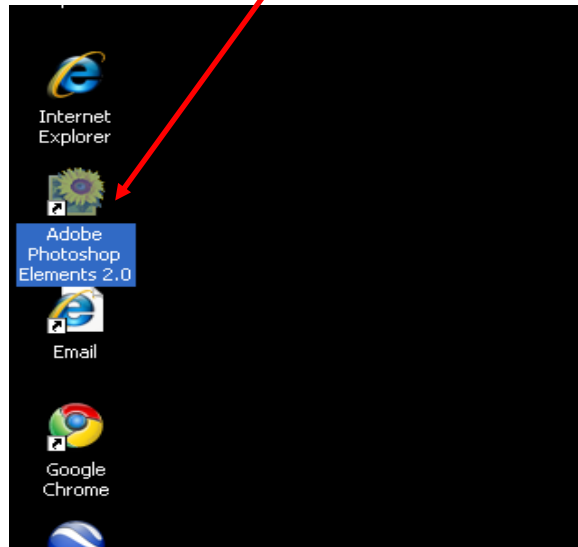 Internet
Explorer
Adobe
Photoshop
Elements 2.0
Email
Google
Chrome